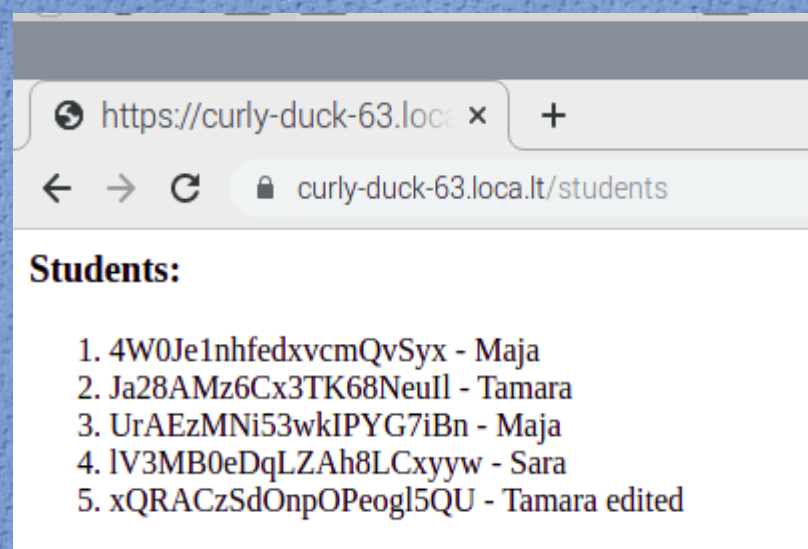 https://curly-duck-63.loca
curly-duck-63.loca.lt/students
Students:
1. 4W0Je1nhfedxvcmQvSyx - Maja
2. Ja28AMz6Cx3TK68NeuIl - Tamara
3. UrAEzMNi53wkIPYG7iBn - Maja
4. lV3MB0eDqLZAh8LCxyyw - Sara
5. xQRACzSdOnpOPeogl5QU - Tamara edited